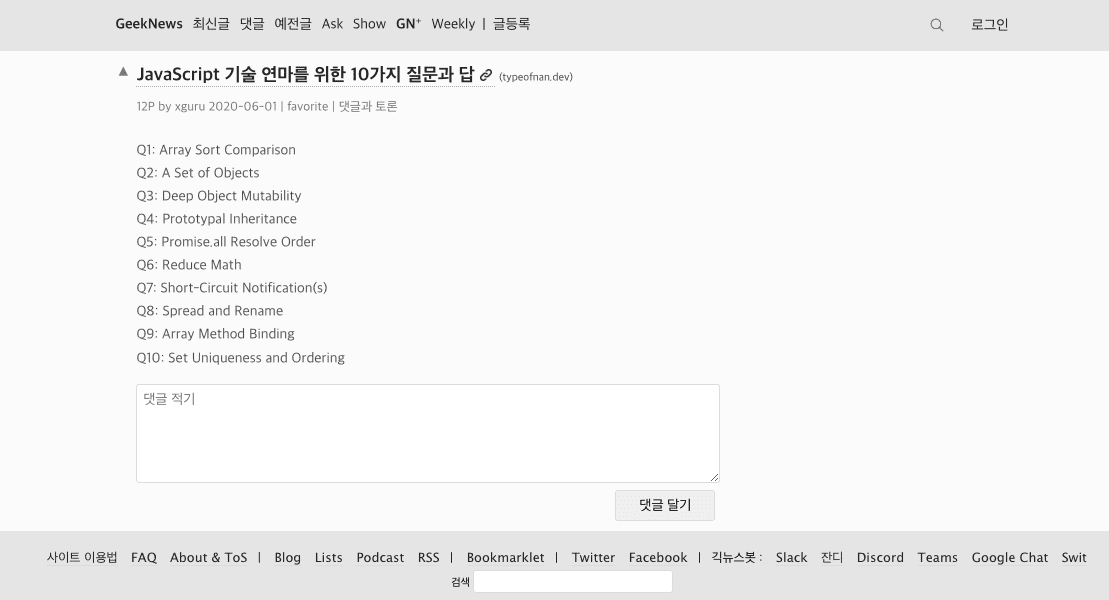 GeekNews 최신글 댓글 예전글 Ask Show GN+ Weekly | 글등록 로그인
▲ JavaScript 기술 연마를 위한 10가지 질문과 답 (typeofnan.dev)
12P by xguru 2020-06-01 | favorite | 댓글과 토론
Q1: Array Sort Comparison
Q2: A Set of Objects
Q3: Deep Object Mutability
Q4: Prototypal Inheritance
Q5: Promise.all Resolve Order
Q6: Reduce Math
Q7: Short-Circuit Notification(s)
Q8: Spread and Rename
Q9: Array Method Binding
Q10: Set Uniqueness and Ordering
댓글 적기
댓글 달기
사이트 이용법 FAQ About & ToS | Blog Lists Podcast RSS | Bookmarklet | Twitter Facebook | 긱뉴스봇 : Slack 잔디 Discord Teams Google Chat Swit
검색